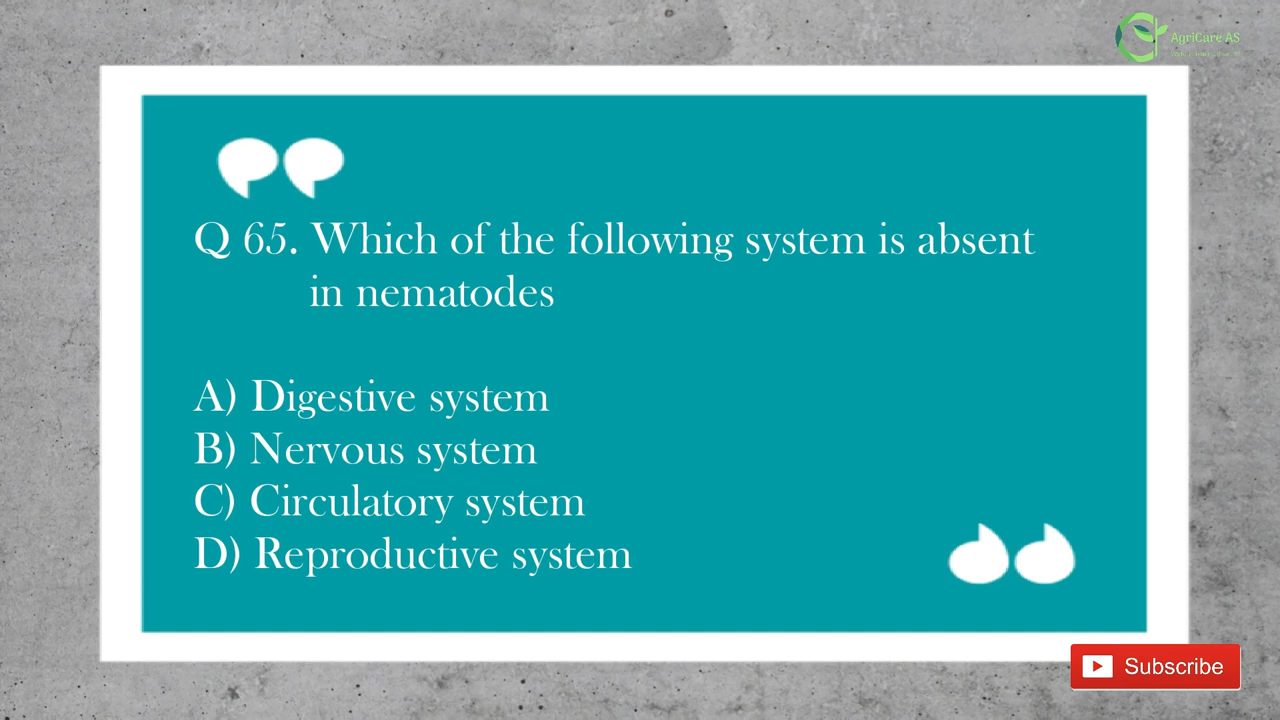 AgriCare AS
Q 65. Which of the following system is absent
in nematodes
A) Digestive system
B) Nervous system
C) Circulatory system
D) Reproductive system
Subscribe